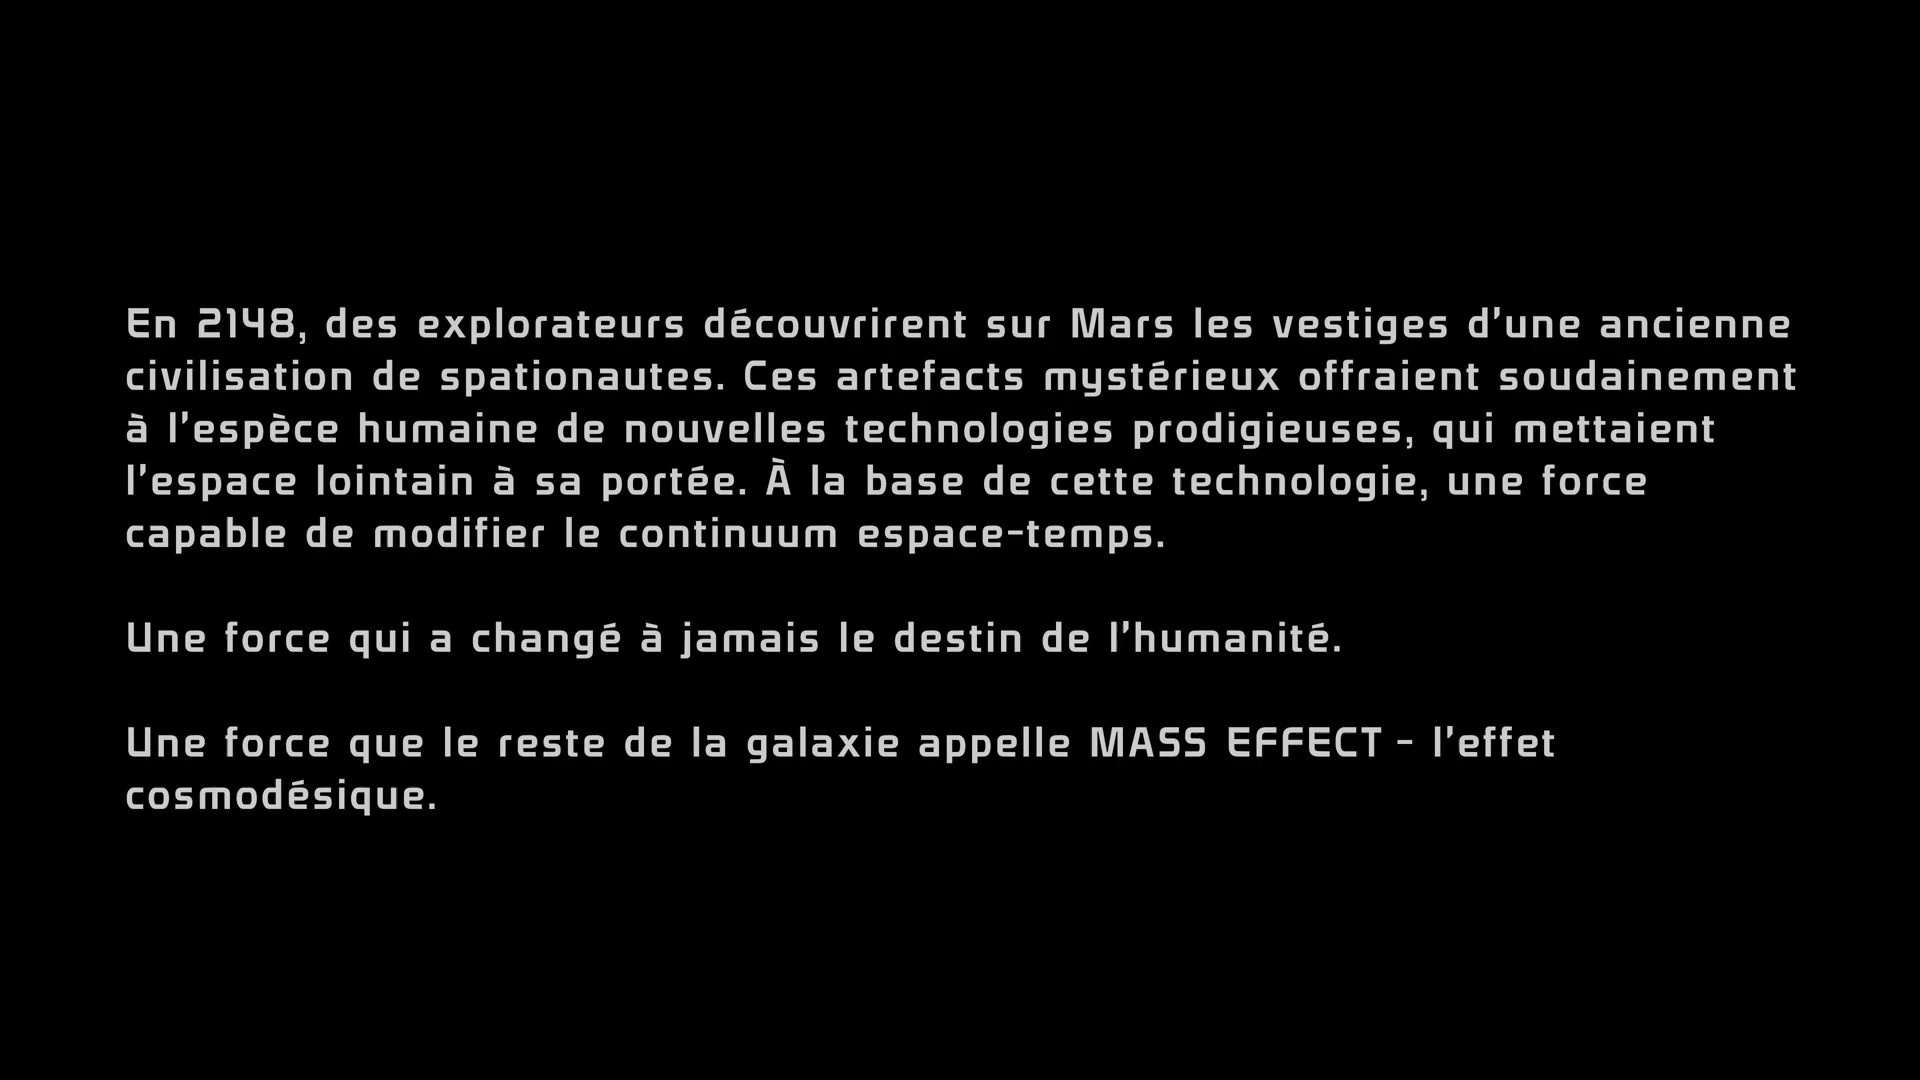 En 2148, des explorateurs découvrirent sur Mars les vestiges d'une ancienne
civilisation de spationautes. Ces artefacts mystérieux offraient soudainement
à l'espèce humaine de nouvelles technologies prodigieuses, qui mettaient
l'espace lointain à sa portée. À la base de cette technologie, une force
capable de modifier le continuum espace-temps.
Une force qui a changé à jamais le destin de l'humanité.
Une force que le reste de la galaxie appelle MASS EFFECT - l'effet
cosmodésique.